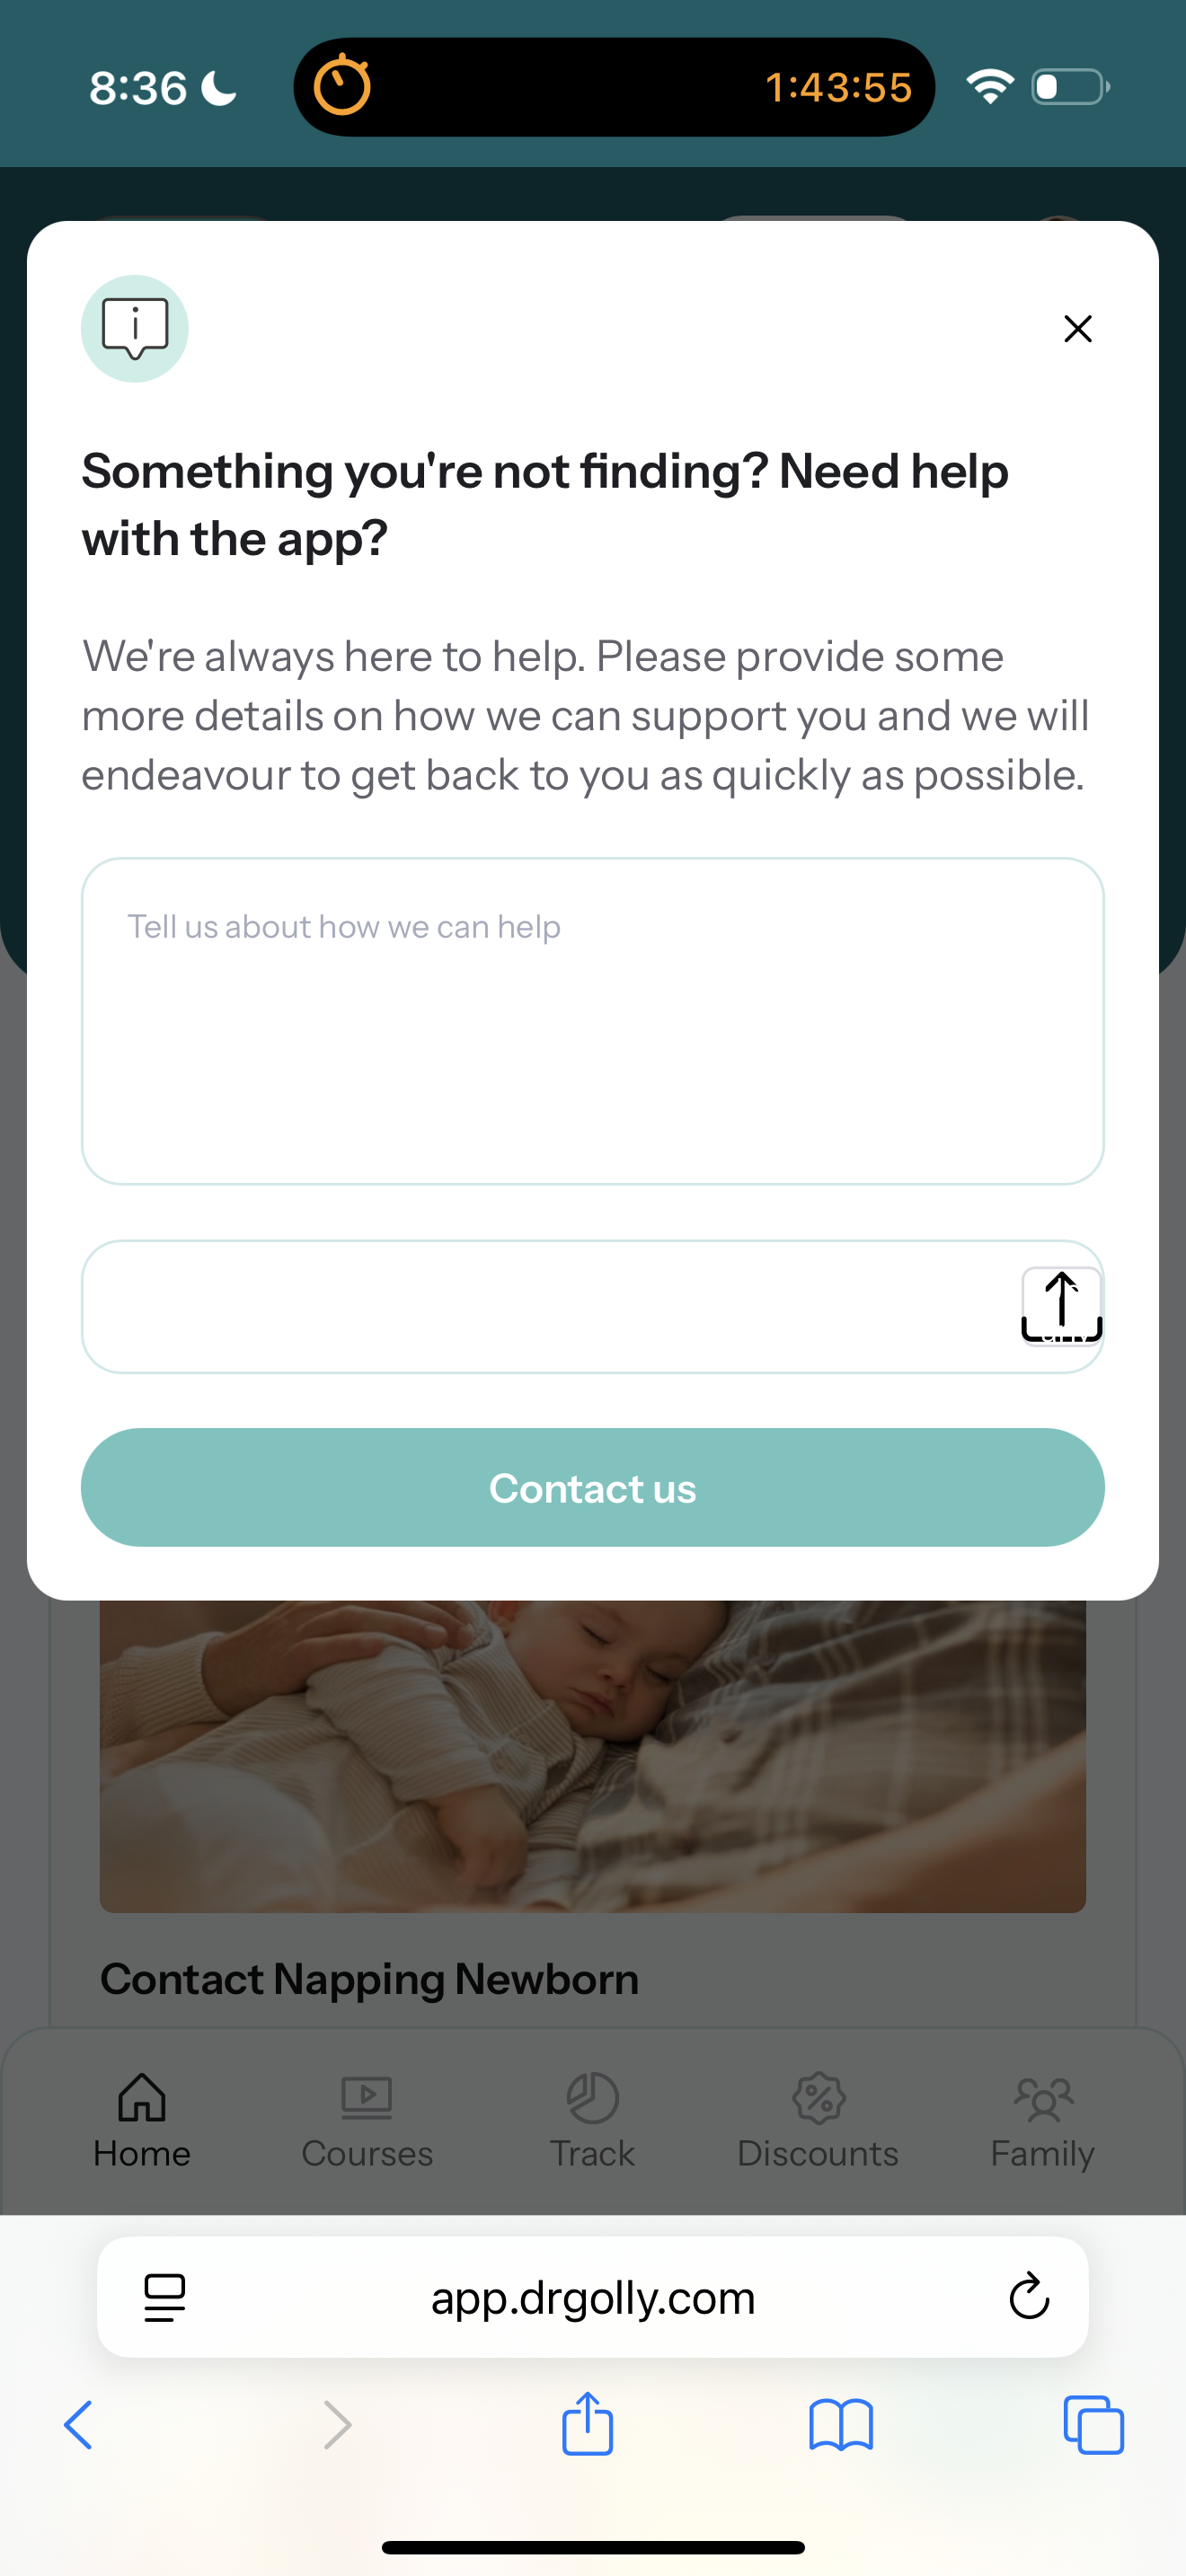 8:36
1:43:55
Something you're not finding? Need help
with the app?
We're always here to help. Please provide some
more details on how we can support you and we will
endeavour to get back to you as quickly as possible.
Tell us about how we can help
Contact us
Contact Napping Newborn
Home Courses Track Discounts Family
app.drgolly.com